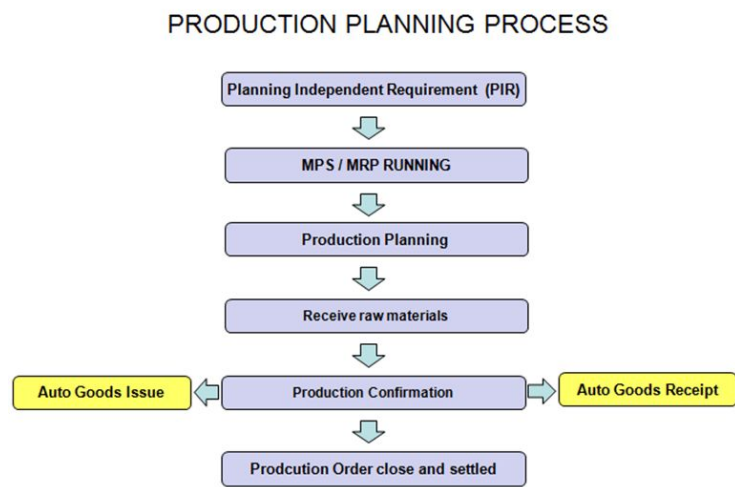 PRODUCTION PLANNING PROCESS
Planning Independent Requirement (PIR)
MPS / MRP RUNNING
Production Planning
Receive raw materials
Auto Goods Issue
Production Confirmation
Auto Goods Receipt
Prodcution Order close and settled